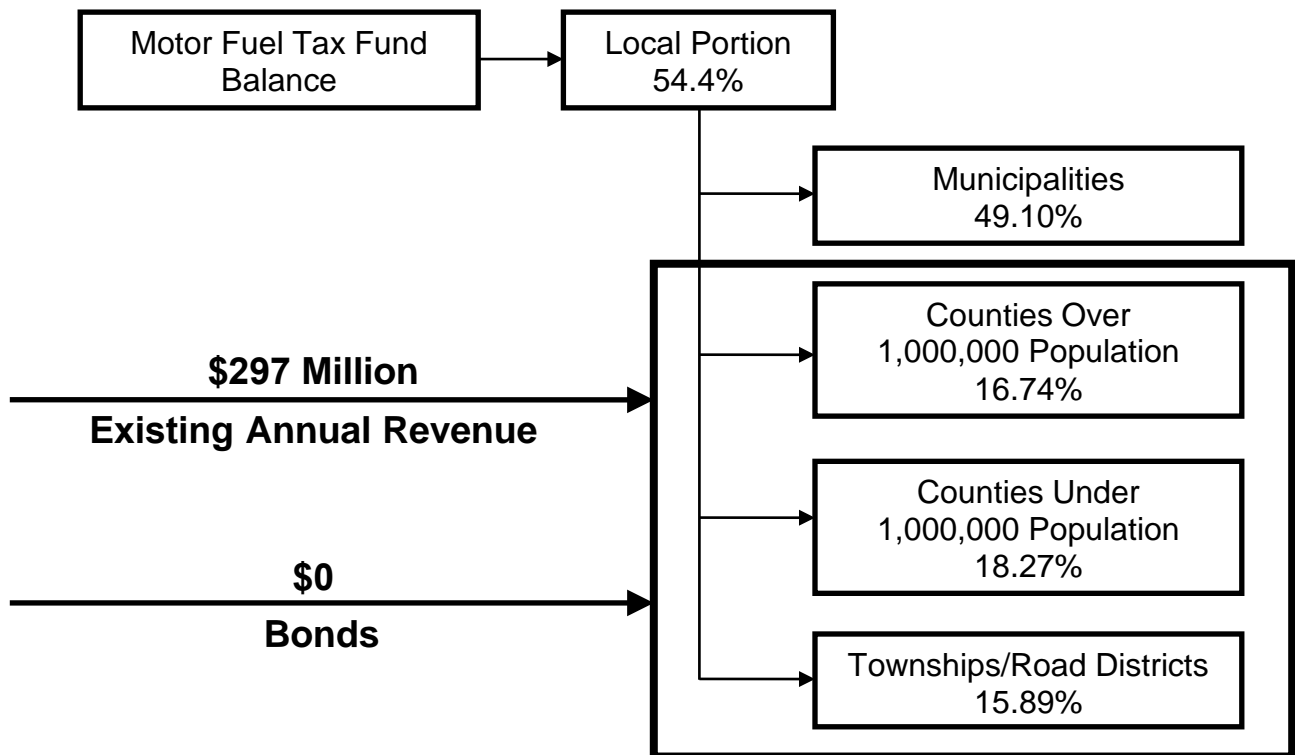 Motor Fuel Tax Fund
Balance
Local Portion
54.4%
Municipalities
49.10%
Counties Over
1,000,000 Population
16.74%
$297 Million
Existing Annual Revenue
Counties Under
1,000,000 Population
18.27%
$0
Bonds
Townships/Road Districts
15.89%